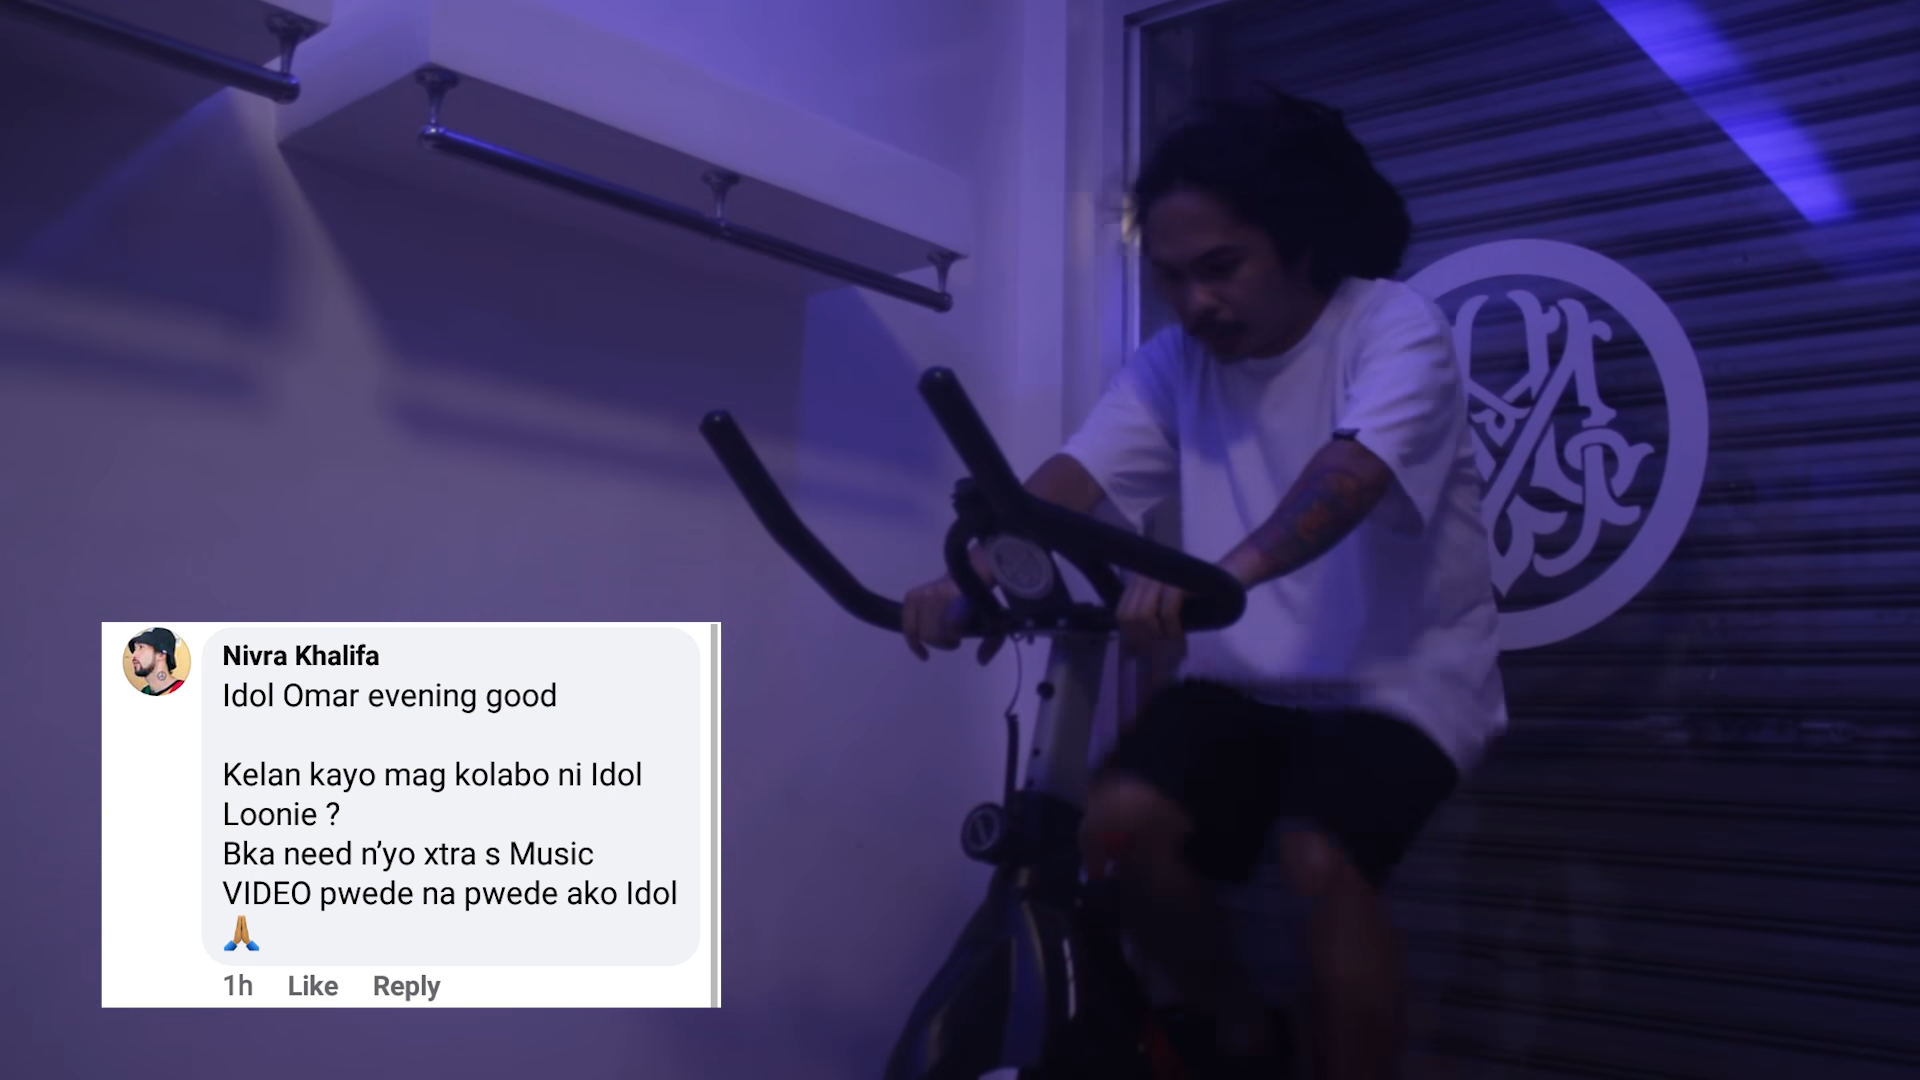 Nivra Khalifa
Idol Omar evening good
Kelan kayo mag kolabo ni Idol
Loonie ?
Bka need n’yo xtra s Music
VIDEO pwede na pwede ako Idol
🙏🏽
1h Like Reply